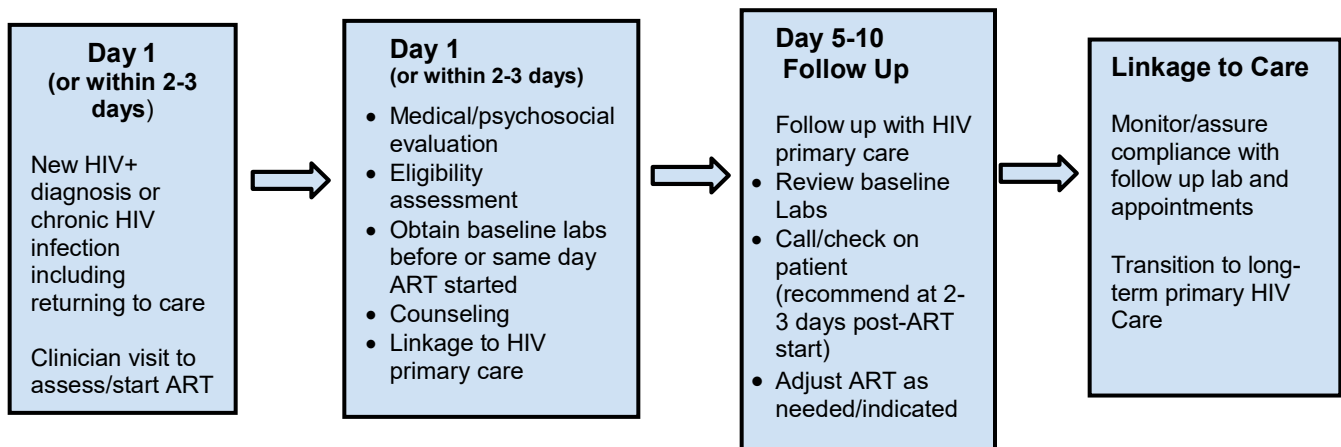 Day 1
(or within 2-3
days)
New HIV+
diagnosis or
chronic HIV
infection
including
returning to care
Clinician visit to
assess/start ART
Day 1
(or within 2-3 days)
• Medical/psychosocial
evaluation
• Eligibility
assessment
• Obtain baseline labs
before or same day
ART started
• Counseling
• Linkage to HIV
primary care
Day 5-10
Follow Up
Follow up with HIV
primary care
• Review baseline
Labs
• Call/check on
patient
(recommend at 2-
3 days post-ART
start)
• Adjust ART as
needed/indicated
Linkage to Care
Monitor/assure
compliance with
follow up lab and
appointments
Transition to long-
term primary HIV
Care